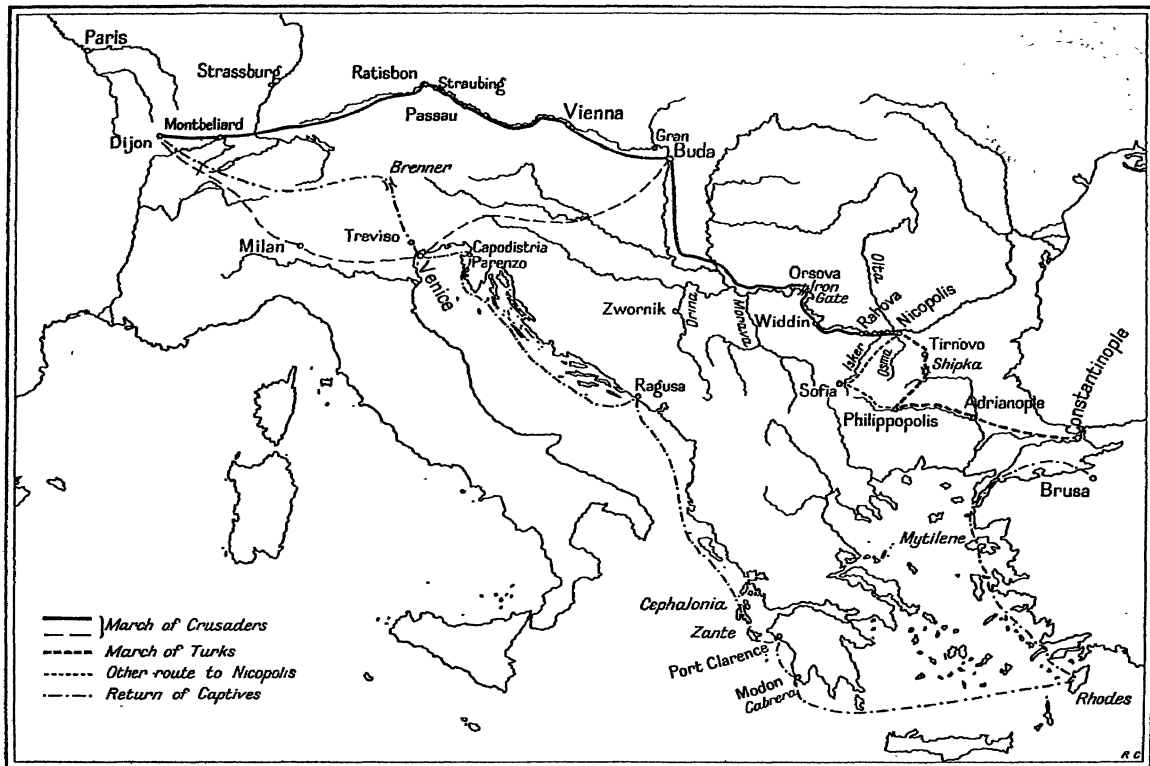 Paris
Strassburg
Ratisbon
Straubing
Passau
Vienna
Montbeliard
Dijon
Gran
Buda
Brenner
Treviso
Milan
Venice
Capodistria
Parenzo
Zwornik
Drina
Morava
Orsova
Iron
Gate
Widdin
Olta
Rahova
Nicopolis
Isker
Osma
Tirnovo
Shipka
Sofia
Philippopolis
Adrianople
Constantinople
Ragusa
Brusa
Mytilene
Cephalonia
Zante
Port Clarence
Modon
Cabrera
Rhodes
March of Crusaders
March of Turks
Other route to Nicopolis
Return of Captives
R C